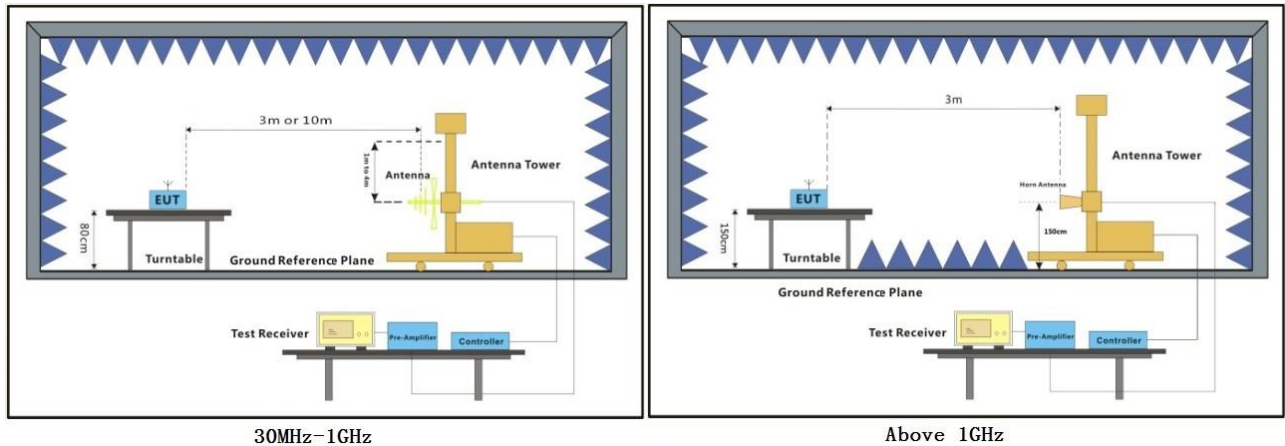 3m or 10m
1m to 4m
Antenna
Antenna Tower
EUT
80cm
Turntable
Ground Reference Plane
Test Receiver
Pre-Amplifier
Controller
30MHz-1GHz
3m
Antenna Tower
Horn Antenna
EUT
150cm
150cm
Turntable
Ground Reference Plane
Test Receiver
Pre-Amplifier
Controller
Above 1GHz